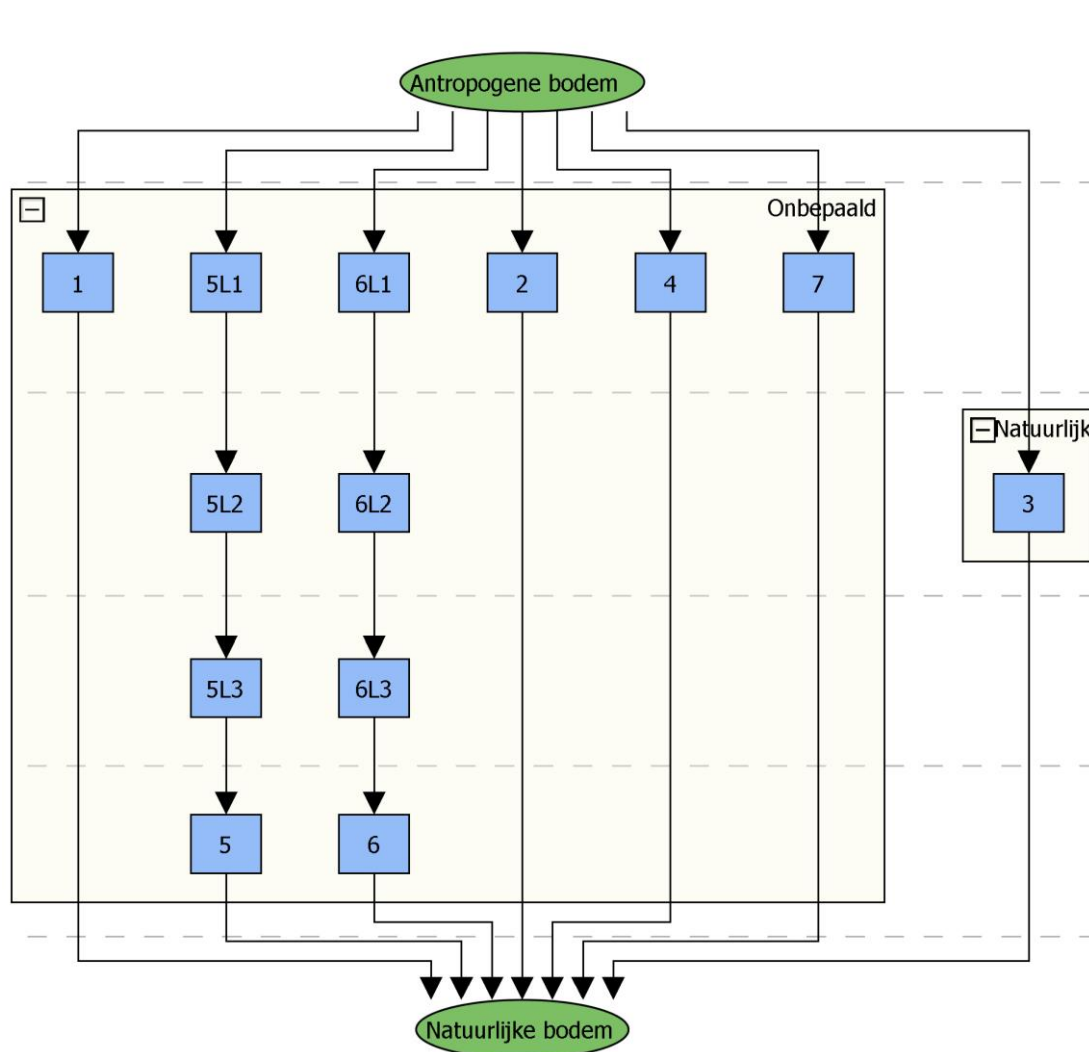 Antropogene bodem
Onbepaald
1
5L1
6L1
2
4
7
Natuurlijk
5L2
6L2
3
5L3
6L3
5
6
Natuurlijke bodem